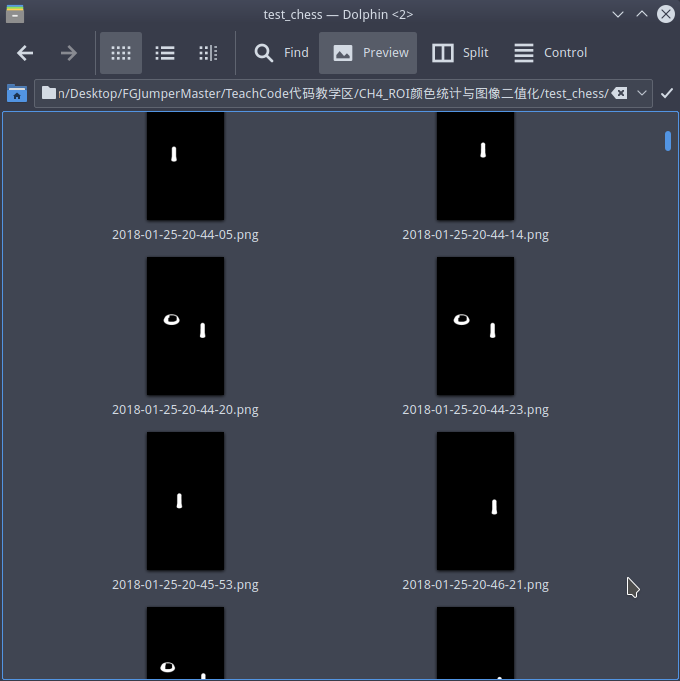 test_chess — Dolphin <2>
Find Preview Split Control
n/Desktop/FGJumperMaster/TeachCode代码教学区/CH4_ROI颜色统计与图像二值化/test_chess/
2018-01-25-20-44-05.png 2018-01-25-20-44-14.png
2018-01-25-20-44-20.png 2018-01-25-20-44-23.png
2018-01-25-20-45-53.png 2018-01-25-20-46-21.png